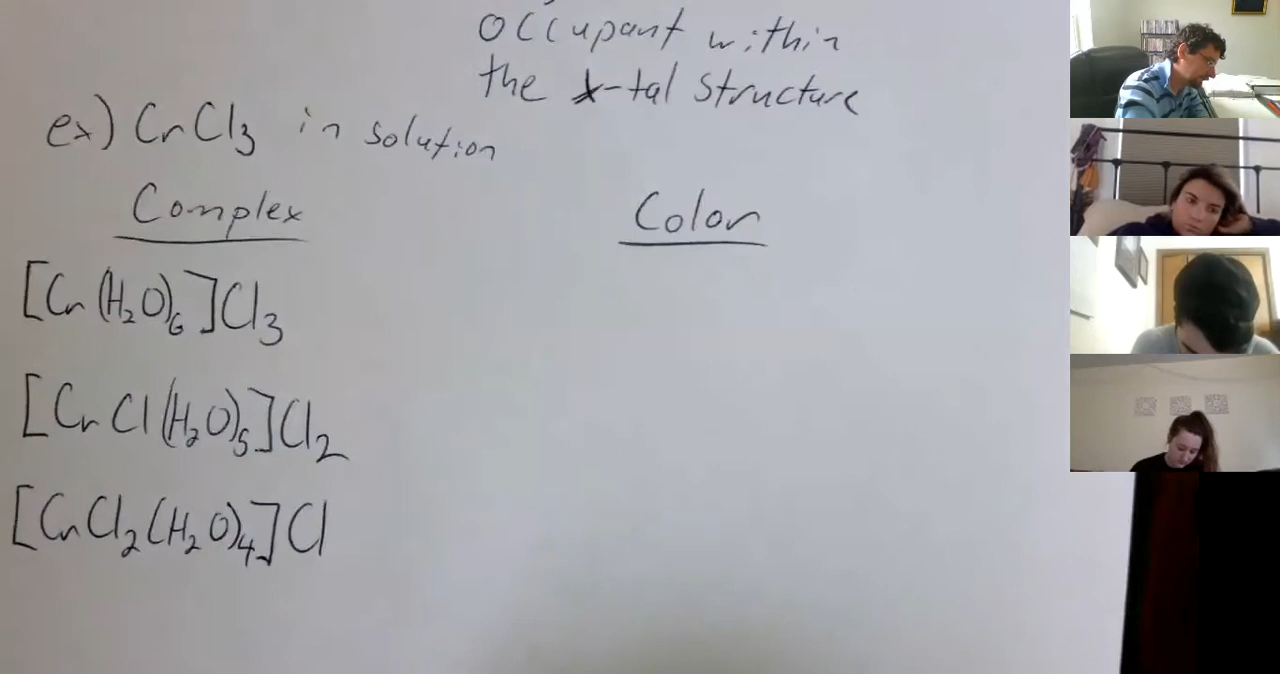 occupant within
the x-tal structure
ex) CrCl3 in solution
Complex Color
[Cr(H2O)6]Cl3
[CrCl(H2O)5]Cl2
[CrCl2(H2O)4]Cl